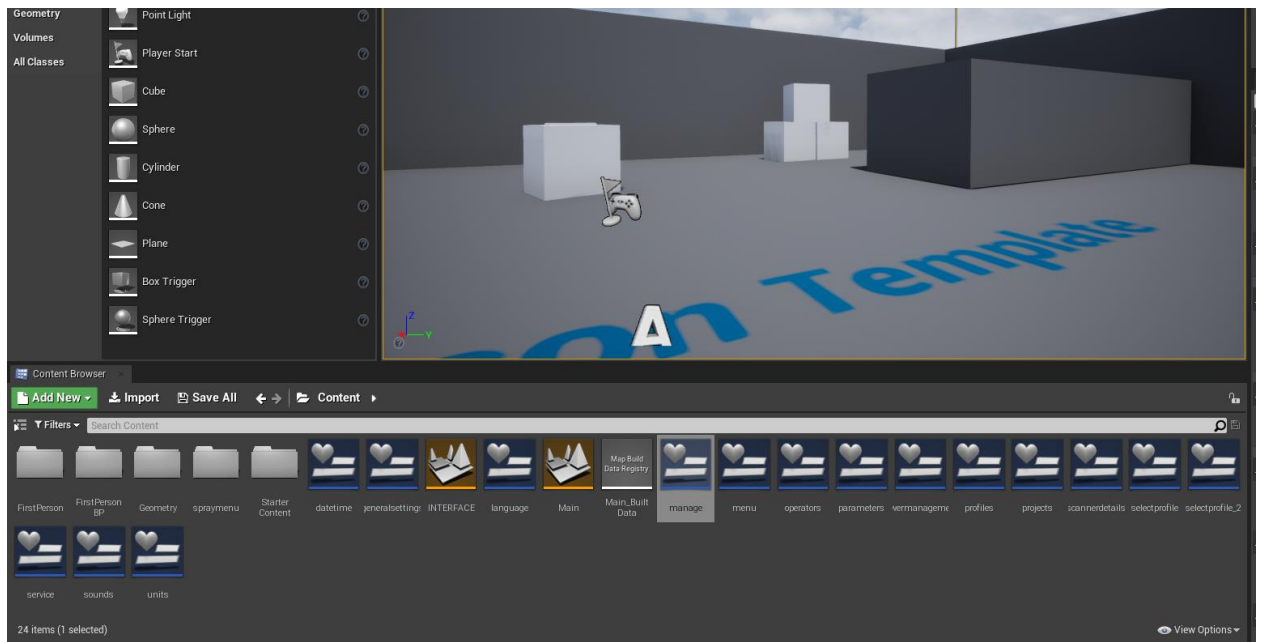 Geometry
Volumes
All Classes
Point Light
Player Start
Cube
Sphere
Cylinder
Cone
Plane
Box Trigger
Sphere Trigger
son Template
Z
Y
Content Browser
Add New
Import
Save All
Content
Filters
Search Content
FirstPerson
FirstPerson
BP
Geometry
spraymenu
Starter
Content
datetime
generalsettings
INTERFACE
language
Main
Map Build
Data Registry
Main_Built
Data
manage
menu
operators
parameters
vermanageme
profiles
projects
scannerdetails
selectprofile
selectprofile_2
service
sounds
units
24 items (1 selected)
View Options